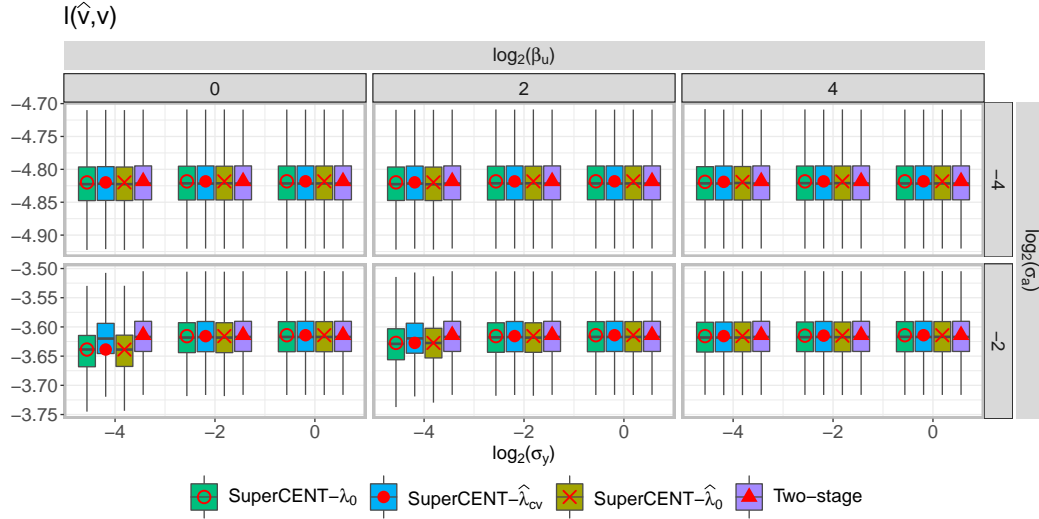 l(v̂,v)
log₂(βᵤ)
0 2 4
−4.70
−4.75
−4.80
−4.85
−4.90
−4
−3.50
−3.55
−3.60
−3.65
−3.70
−3.75
−2
log₂(σₐ)
−4 −2 0 −4 −2 0 −4 −2 0
log₂(σ_y)
SuperCENT−λ₀ SuperCENT−λ̂_cv SuperCENT−λ̂₀ Two−stage